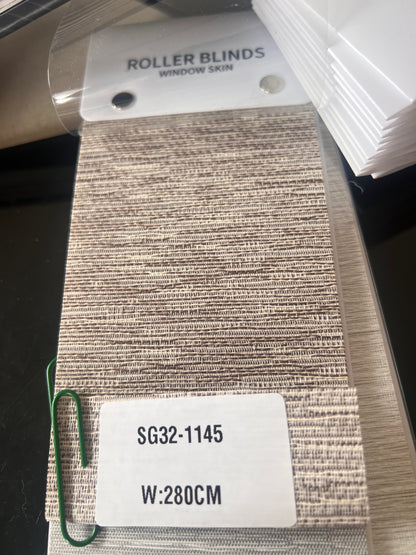 ROLLER BLINDS
WINDOW SKIN
SG32-1145
W:280CM